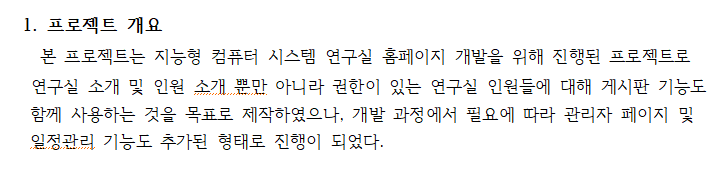 1. 프로젝트 개요
본 프로젝트는 지능형 컴퓨터 시스템 연구실 홈페이지 개발을 위해 진행된 프로젝트로
연구실 소개 및 인원 소개 뿐만 아니라 권한이 있는 연구실 인원들에 대해 게시판 기능도
함께 사용하는 것을 목표로 제작하였으나, 개발 과정에서 필요에 따라 관리자 페이지 및
일정관리 기능도 추가된 형태로 진행이 되었다.